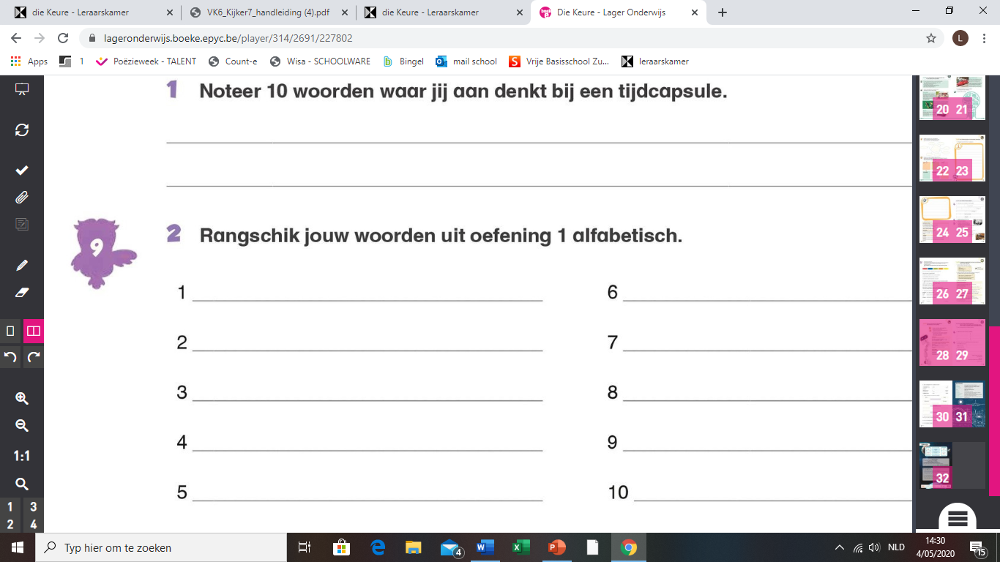 die Keure - Leraarskamer
VK6_Kijker7_handleiding (4).pdf
die Keure - Leraarskamer
Die Keure - Lager Onderwijs
lageronderwijs.boeke.epyc.be/player/314/2691/227802
L
Apps
1
Poëzieweek - TALENT
Count-e
Wisa - SCHOOLWARE
Bingel
mail school
Vrije Basisschool Zu...
leraarskamer
1 Noteer 10 woorden waar jij aan denkt bij een tijdcapsule.
9
2 Rangschik jouw woorden uit oefening 1 alfabetisch.
1 6
2 7
3 8
4 9
5 10
1:1
1 3
2 4
20 21
22 23
24 25
26 27
28 29
30 31
32
Typ hier om te zoeken
4
NLD
14:30
4/05/2020
15